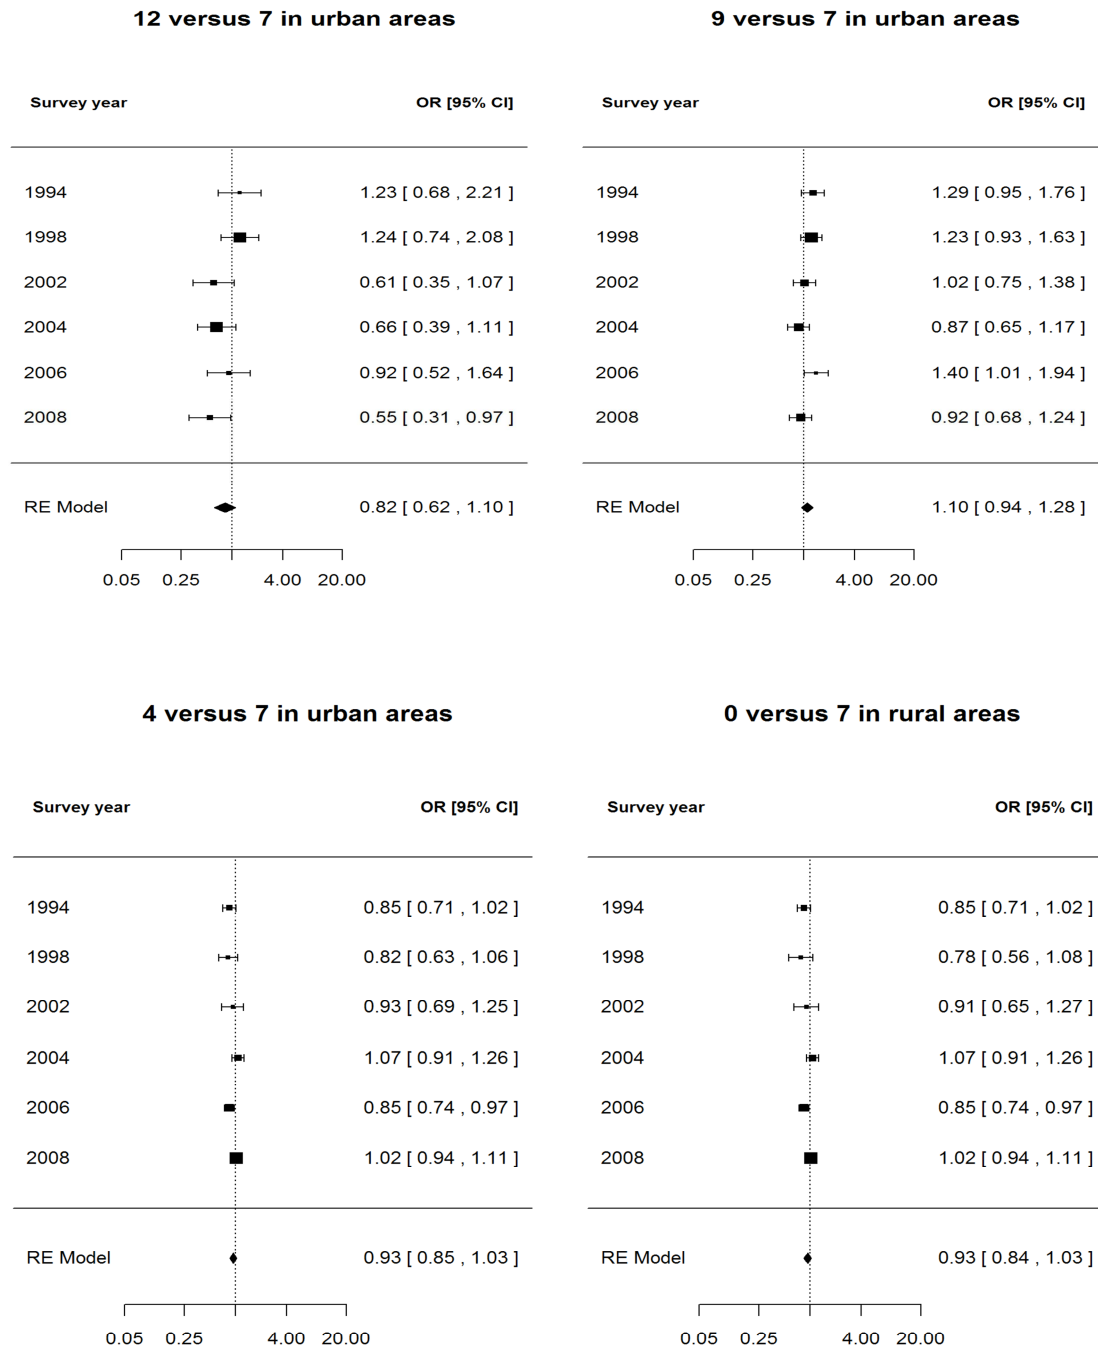 12 versus 7 in urban areas
Survey year OR [95% CI]
1994 1.23 [ 0.68 , 2.21 ]
1998 1.24 [ 0.74 , 2.08 ]
2002 0.61 [ 0.35 , 1.07 ]
2004 0.66 [ 0.39 , 1.11 ]
2006 0.92 [ 0.52 , 1.64 ]
2008 0.55 [ 0.31 , 0.97 ]
RE Model 0.82 [ 0.62 , 1.10 ]
0.05 0.25 4.00 20.00
9 versus 7 in urban areas
Survey year OR [95% CI]
1994 1.29 [ 0.95 , 1.76 ]
1998 1.23 [ 0.93 , 1.63 ]
2002 1.02 [ 0.75 , 1.38 ]
2004 0.87 [ 0.65 , 1.17 ]
2006 1.40 [ 1.01 , 1.94 ]
2008 0.92 [ 0.68 , 1.24 ]
RE Model 1.10 [ 0.94 , 1.28 ]
0.05 0.25 4.00 20.00
4 versus 7 in urban areas
Survey year OR [95% CI]
1994 0.85 [ 0.71 , 1.02 ]
1998 0.82 [ 0.63 , 1.06 ]
2002 0.93 [ 0.69 , 1.25 ]
2004 1.07 [ 0.91 , 1.26 ]
2006 0.85 [ 0.74 , 0.97 ]
2008 1.02 [ 0.94 , 1.11 ]
RE Model 0.93 [ 0.85 , 1.03 ]
0.05 0.25 4.00 20.00
0 versus 7 in rural areas
Survey year OR [95% CI]
1994 0.85 [ 0.71 , 1.02 ]
1998 0.78 [ 0.56 , 1.08 ]
2002 0.91 [ 0.65 , 1.27 ]
2004 1.07 [ 0.91 , 1.26 ]
2006 0.85 [ 0.74 , 0.97 ]
2008 1.02 [ 0.94 , 1.11 ]
RE Model 0.93 [ 0.84 , 1.03 ]
0.05 0.25 4.00 20.00